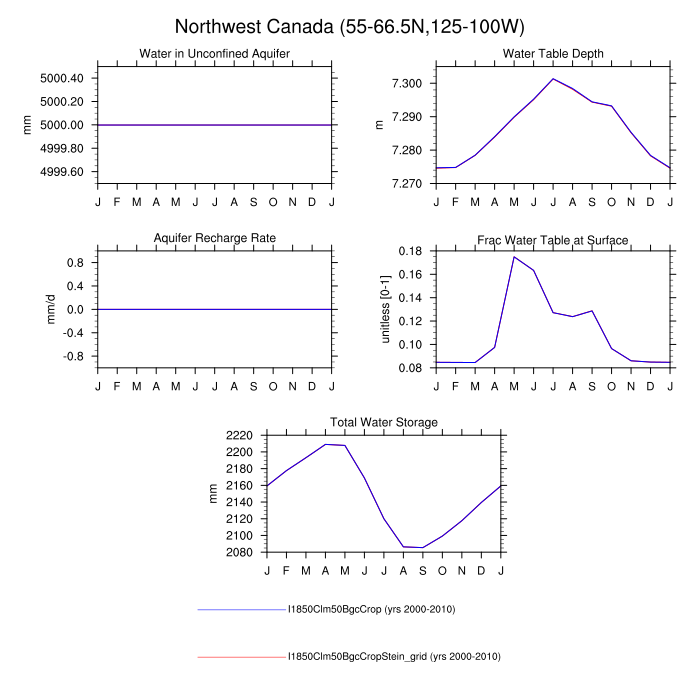 Northwest Canada (55-66.5N,125-100W)
Water in Unconfined Aquifer
5000.40
5000.20
5000.00
4999.80
4999.60
mm
J F M A M J J A S O N D J
Water Table Depth
7.300
7.290
7.280
7.270
m
J F M A M J J A S O N D J
Aquifer Recharge Rate
0.8
0.4
0.0
-0.4
-0.8
mm/d
J F M A M J J A S O N D J
Frac Water Table at Surface
0.18
0.16
0.14
0.12
0.10
0.08
unitless [0-1]
J F M A M J J A S O N D J
Total Water Storage
2220
2200
2180
2160
2140
2120
2100
2080
mm
J F M A M J J A S O N D J
I1850Clm50BgcCrop (yrs 2000-2010)
I1850Clm50BgcCropStein_grid (yrs 2000-2010)